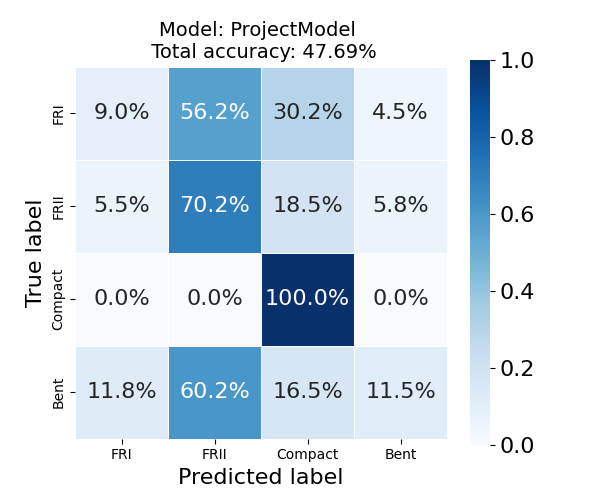 Model: ProjectModel
Total accuracy: 47.69%
1.0
0.8
0.6
0.4
0.2
0.0
True label
FRI
9.0% 56.2% 30.2% 4.5%
FRII
5.5% 70.2% 18.5% 5.8%
Compact
0.0% 0.0% 100.0% 0.0%
Bent
11.8% 60.2% 16.5% 11.5%
FRI FRII Compact Bent
Predicted label